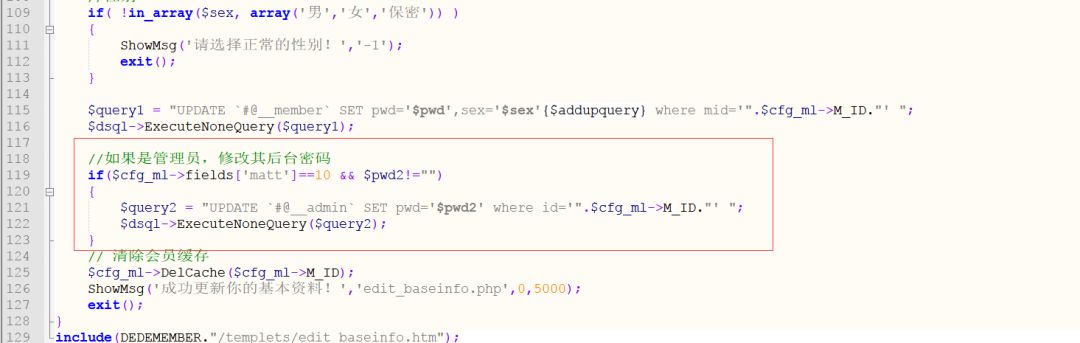 109 if( !in_array($sex, array('男','女','保密')) )
110 {
111 ShowMsg('请选择正常的性别！','-1');
112 exit();
113 }
114
115 $query1 = "UPDATE `#@__member` SET pwd='$pwd',sex='$sex'{$addupquery} where mid='".$cfg_ml->M_ID."' ";
116 $dsql->ExecuteNoneQuery($query1);
117
118 //如果是管理员，修改其后台密码
119 if($cfg_ml->fields['matt']==10 && $pwd2!="")
120 {
121 $query2 = "UPDATE `#@__admin` SET pwd='$pwd2' where id='".$cfg_ml->M_ID."' ";
122 $dsql->ExecuteNoneQuery($query2);
123 }
124 // 清除会员缓存
125 $cfg_ml->DelCache($cfg_ml->M_ID);
126 ShowMsg('成功更新你的基本资料！','edit_baseinfo.php',0,5000);
127 exit();
128 }
129 include(DEDEMEMBER."/templets/edit_baseinfo.htm");